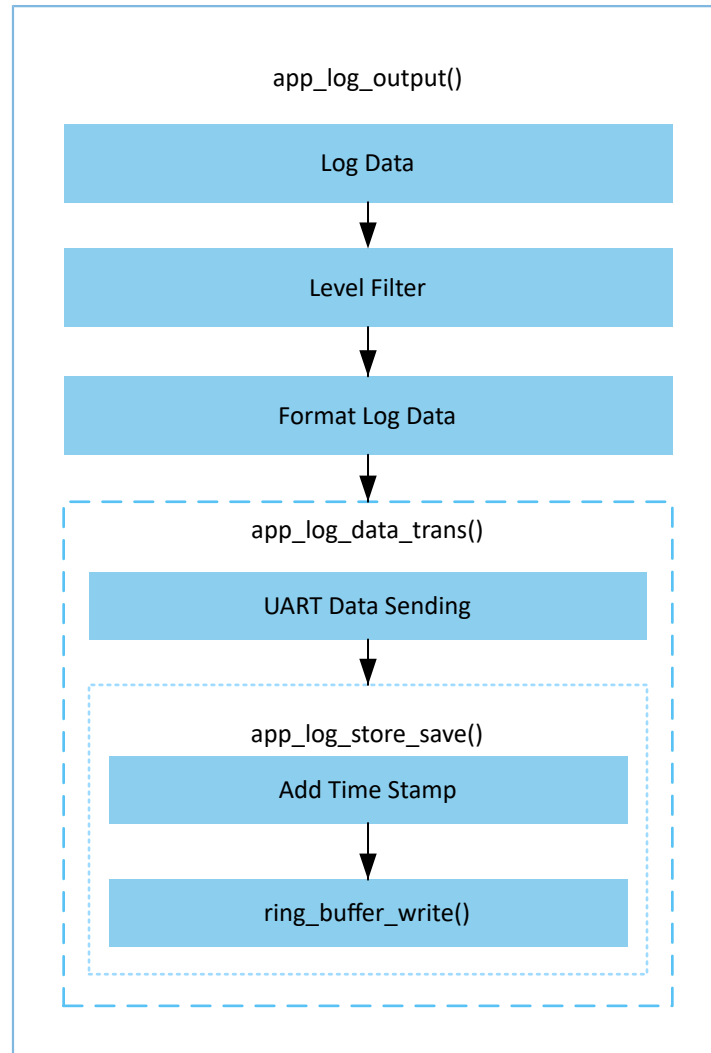 app_log_output()
Log Data
Level Filter
Format Log Data
app_log_data_trans()
UART Data Sending
app_log_store_save()
Add Time Stamp
ring_buffer_write()